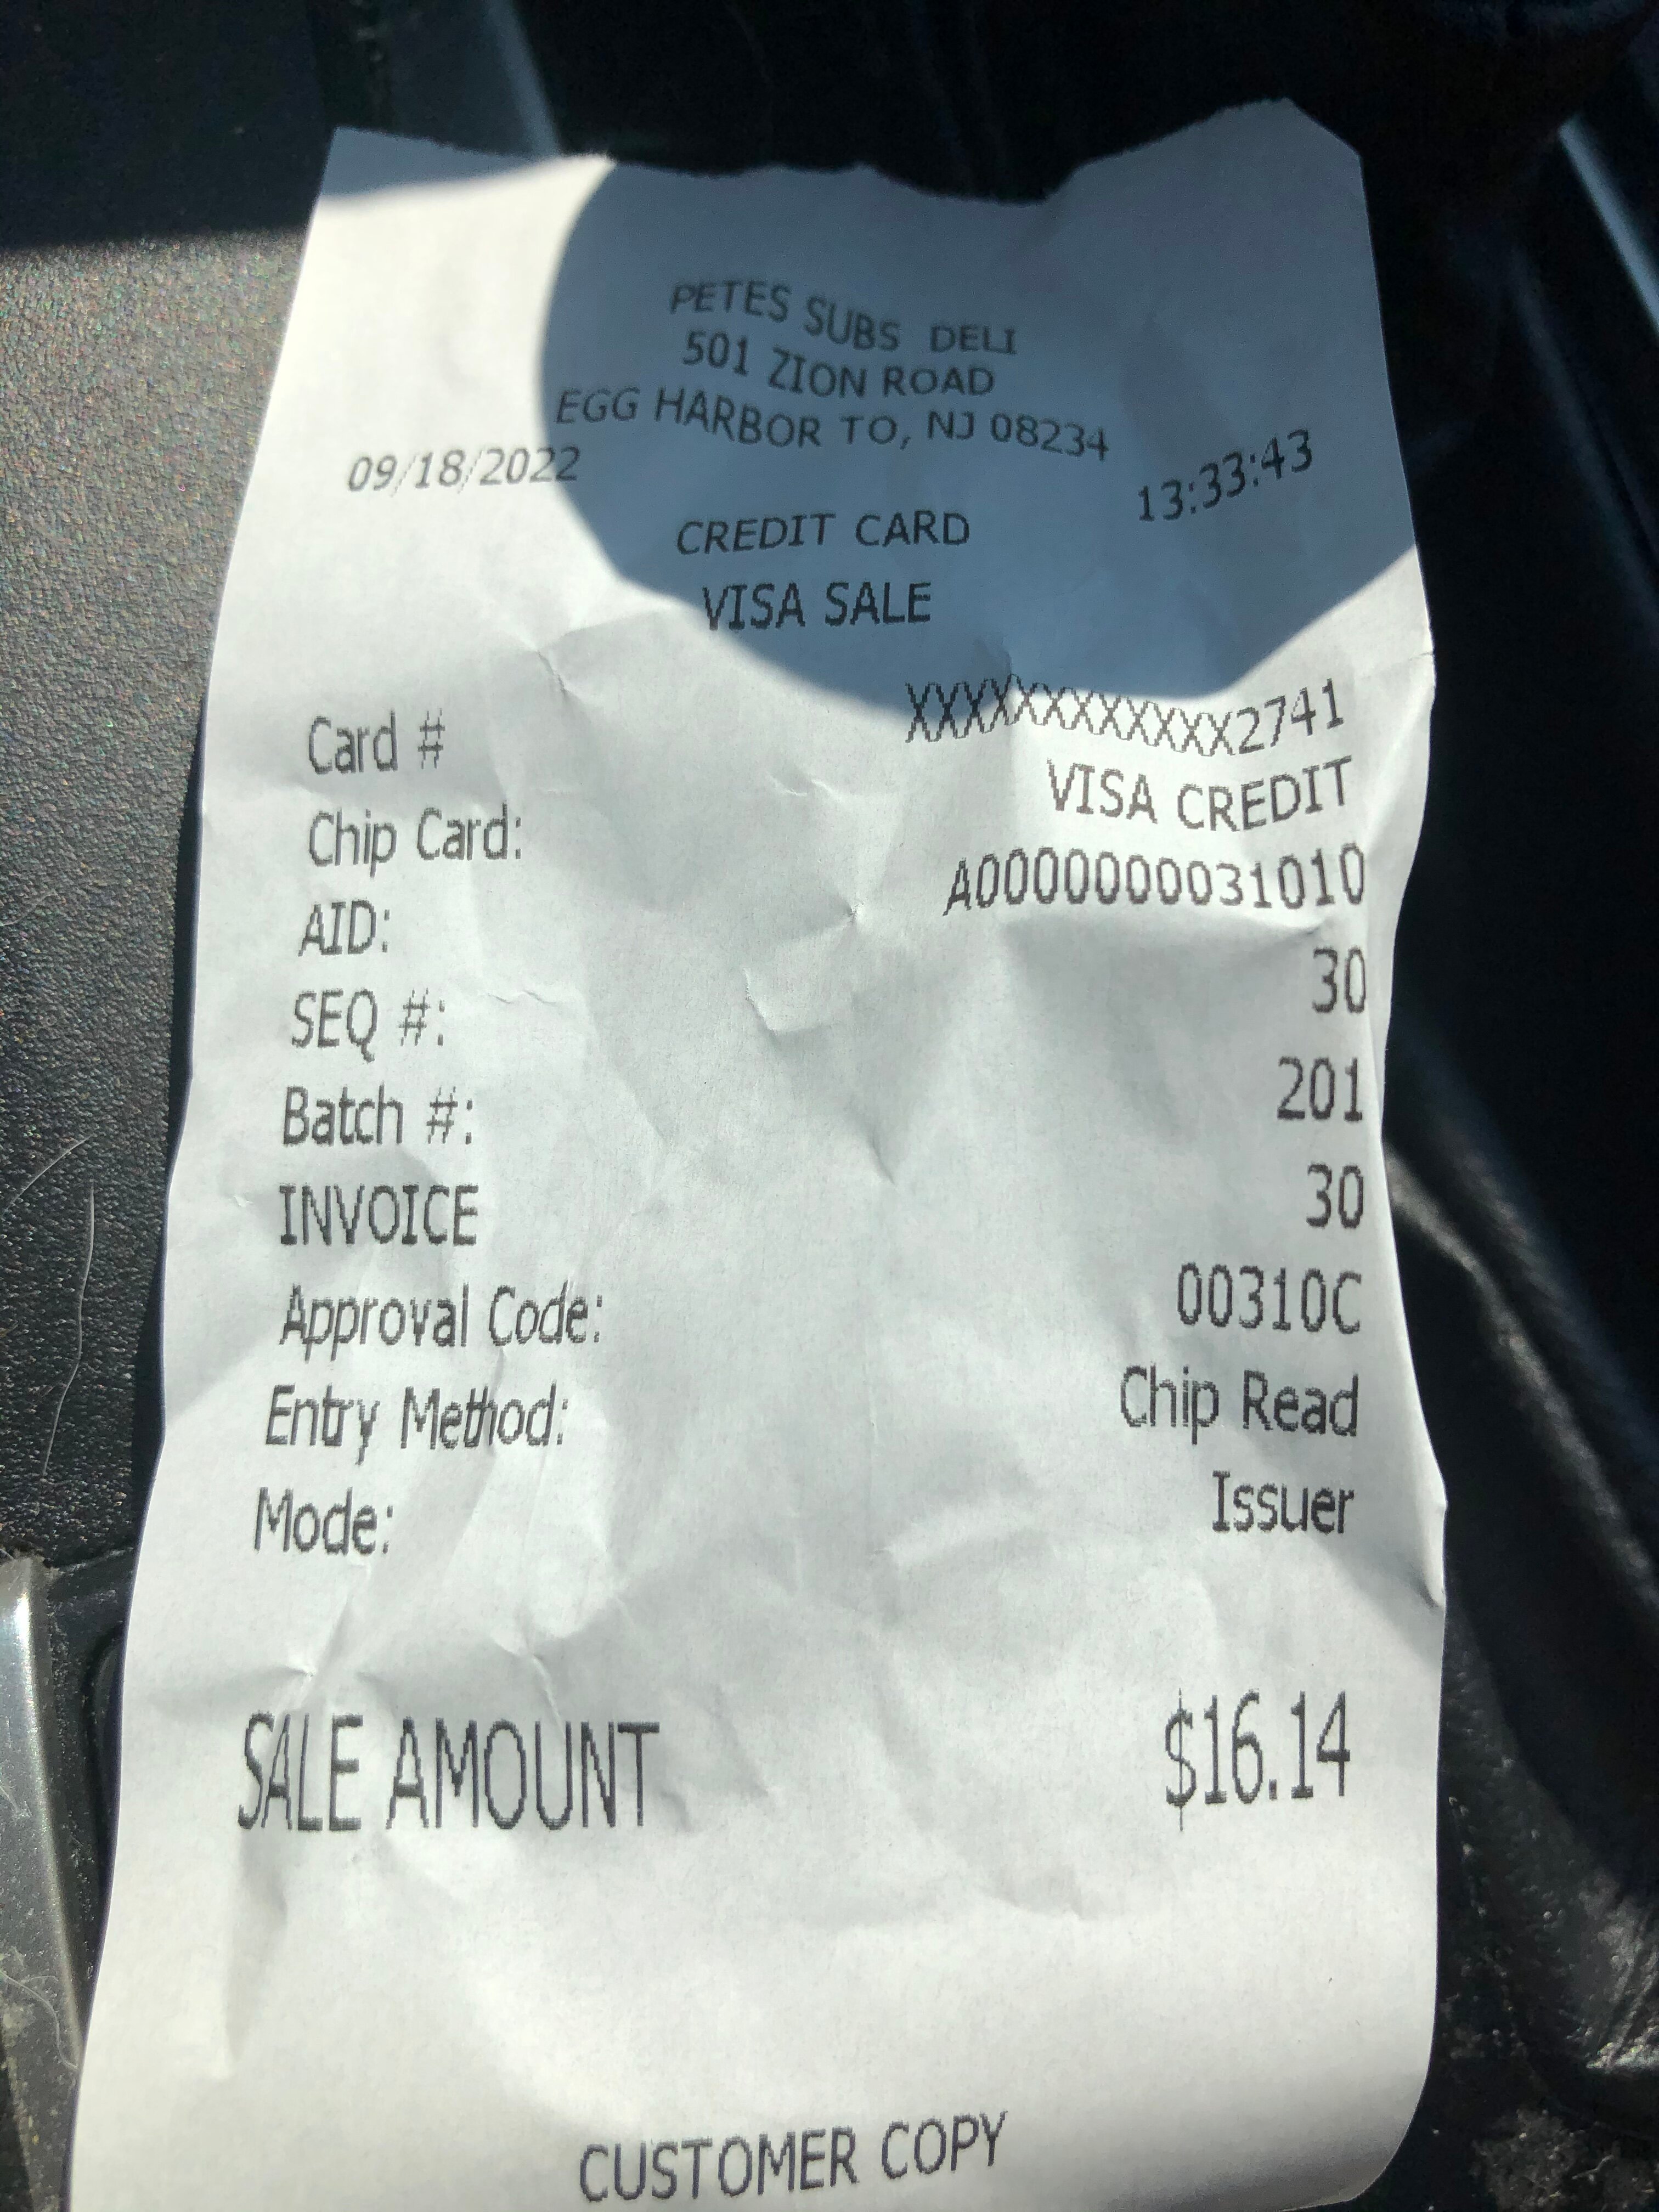 PETES SUBS DELI
501 ZION ROAD
EGG HARBOR TO, NJ 08234
09/18/2022 13:33:43
CREDIT CARD
VISA SALE
Card # XXXXXXXXXXXX2741
Chip Card: VISA CREDIT
AID: A0000000031010
SEQ #: 30
Batch #: 201
INVOICE 30
Approval Code: 00310C
Entry Method: Chip Read
Mode: Issuer
SALE AMOUNT $16.14
CUSTOMER COPY